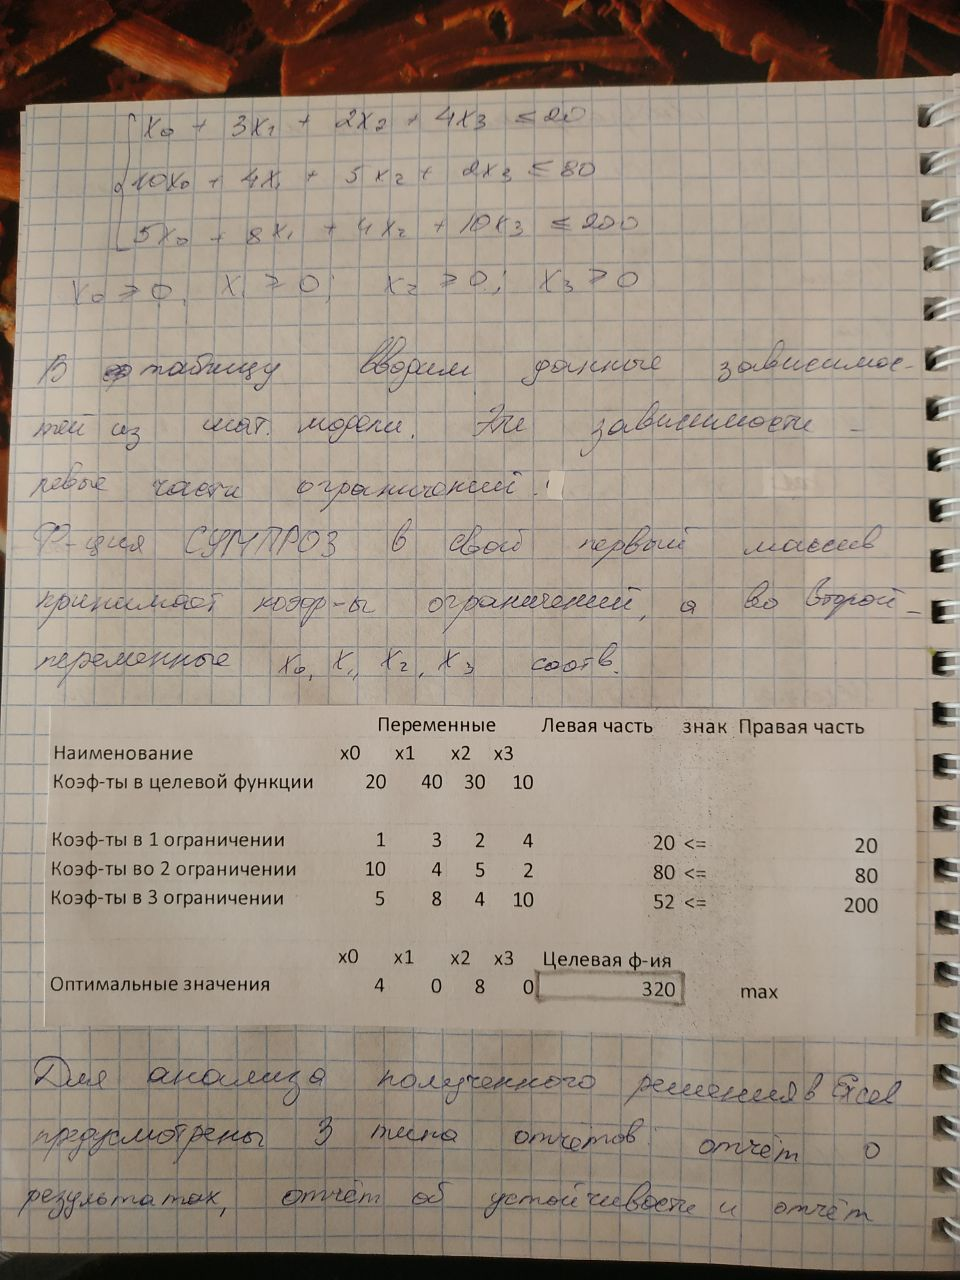 x₀ + 3x₁ + 2x₂ + 4x₃ ≤ 20
10x₀ + 4x₁ + 5x₂ + 2x₃ ≤ 80
5x₀ + 8x₁ + 4x₂ + 10x₃ ≤ 200
x₀ ≥ 0, x₁ ≥ 0; x₂ ≥ 0; x₃ ≥ 0
В таблицу вводим данные зависимос-
тей из мат. модели. Эти зависимости –
левые части ограничений.
Ф-ция СУММПРОЗ в свой первый массив
принимает коэф-ы ограничений, а во второй –
переменные x₀, x₁, x₂, x₃ соотв.
Переменные Левая часть знак Правая часть
Наименование x0 x1 x2 x3
Коэф-ты в целевой функции 20 40 30 10
Коэф-ты в 1 ограничении 1 3 2 4 20 <= 20
Коэф-ты во 2 ограничении 10 4 5 2 80 <= 80
Коэф-ты в 3 ограничении 5 8 4 10 52 <= 200
x0 x1 x2 x3 Целевая ф-ия
Оптимальные значения 4 0 8 0 320 max
Для анализа полученного решения в Excel
предусмотрены 3 типа отчётов: отчёт о
результатах, отчёт об устойчивости и отчёт